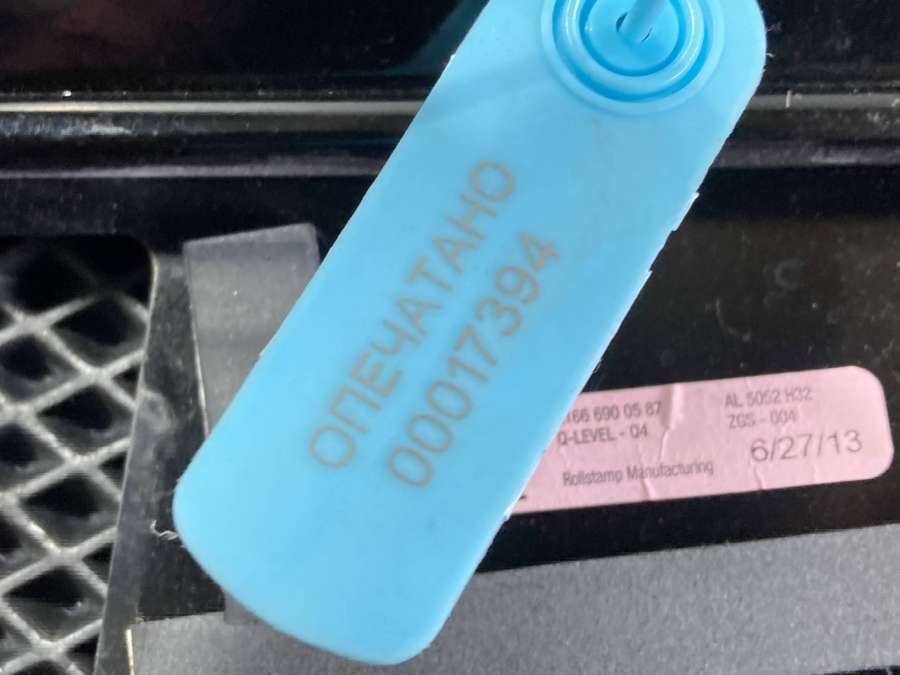 ОПЕЧАТАНО
00017394
166 690 05 87
Q-LEVEL - 04
Rollstamp Manufacturing
AL 5052 H32
ZGS - 004
6/27/13